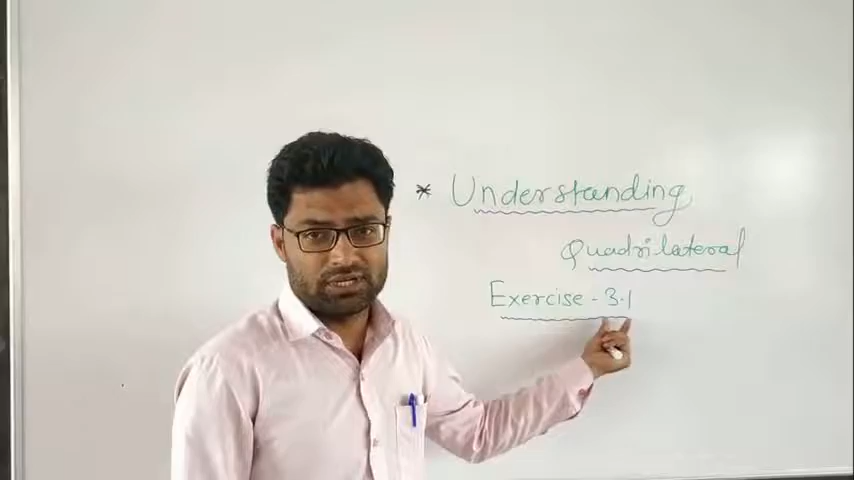 * Understanding
Quadrilateral
Exercise - 3.1